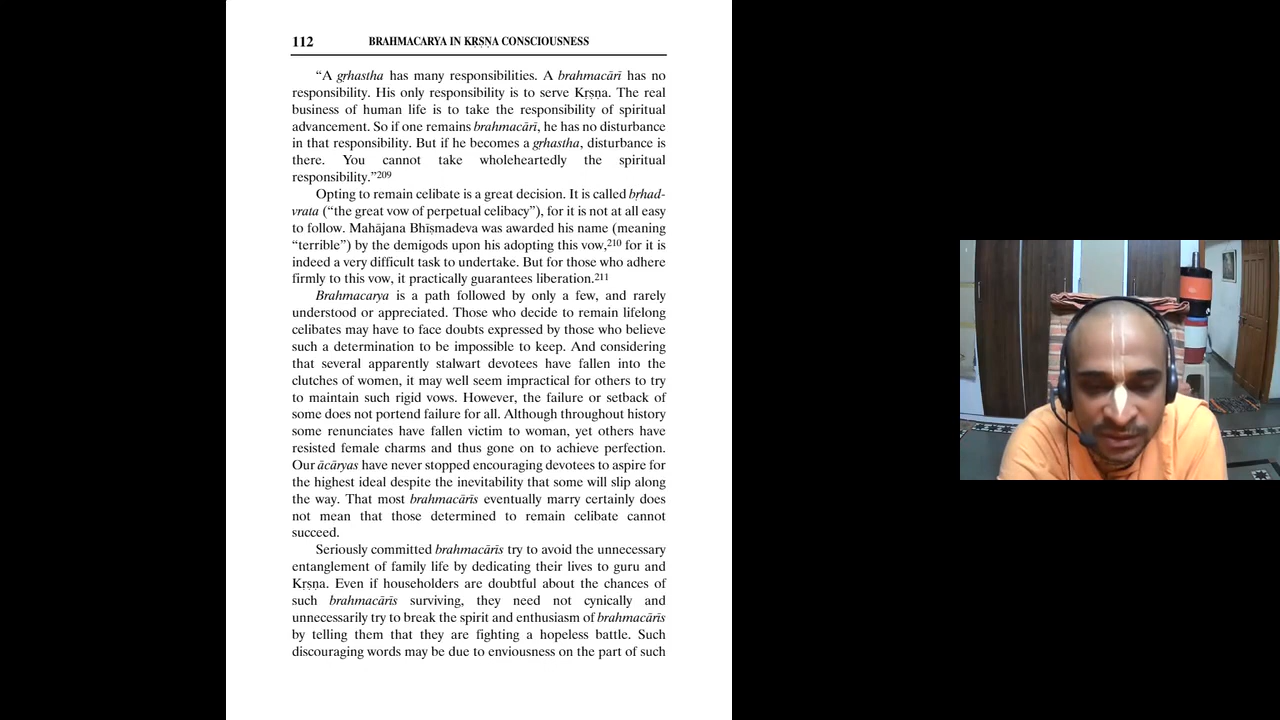 112 BRAHMACARYA IN KṚṢṆA CONSCIOUSNESS
“A gṛhastha has many responsibilities. A brahmacārī has no
responsibility. His only responsibility is to serve Kṛṣṇa. The real
business of human life is to take the responsibility of spiritual
advancement. So if one remains brahmacārī, he has no disturbance
in that responsibility. But if he becomes a gṛhastha, disturbance is
there. You cannot take wholeheartedly the spiritual
responsibility.”209
Opting to remain celibate is a great decision. It is called bṛhad-
vrata (“the great vow of perpetual celibacy”), for it is not at all easy
to follow. Mahājana Bhīṣmadeva was awarded his name (meaning
“terrible”) by the demigods upon his adopting this vow,210 for it is
indeed a very difficult task to undertake. But for those who adhere
firmly to this vow, it practically guarantees liberation.211
Brahmacarya is a path followed by only a few, and rarely
understood or appreciated. Those who decide to remain lifelong
celibates may have to face doubts expressed by those who believe
such a determination to be impossible to keep. And considering
that several apparently stalwart devotees have fallen into the
clutches of women, it may well seem impractical for others to try
to maintain such rigid vows. However, the failure or setback of
some does not portend failure for all. Although throughout history
some renunciates have fallen victim to woman, yet others have
resisted female charms and thus gone on to achieve perfection.
Our ācāryas have never stopped encouraging devotees to aspire for
the highest ideal despite the inevitability that some will slip along
the way. That most brahmacārīs eventually marry certainly does
not mean that those determined to remain celibate cannot
succeed.
Seriously committed brahmacārīs try to avoid the unnecessary
entanglement of family life by dedicating their lives to guru and
Kṛṣṇa. Even if householders are doubtful about the chances of
such brahmacārīs surviving, they need not cynically and
unnecessarily try to break the spirit and enthusiasm of brahmacārīs
by telling them that they are fighting a hopeless battle. Such
discouraging words may be due to enviousness on the part of such